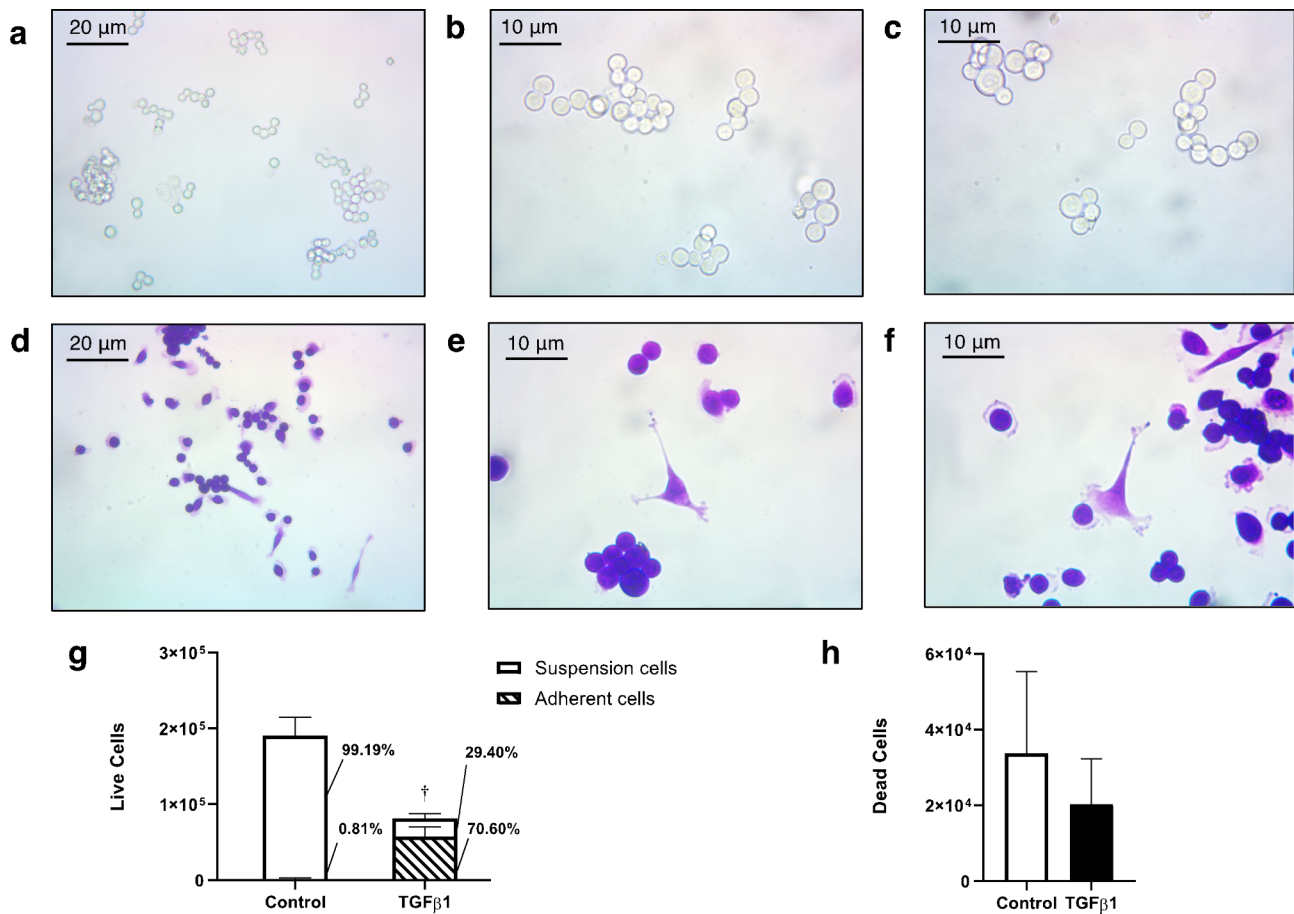 a
20 µm
b
10 µm
c
10 µm
d
20 µm
e
10 µm
f
10 µm
g
Live Cells
3×10⁵
2×10⁵
1×10⁵
0
99.19%
0.81%
29.40%
70.60%
†
Control
TGFβ1
Suspension cells
Adherent cells
h
Dead Cells
6×10⁴
4×10⁴
2×10⁴
0
Control TGFβ1